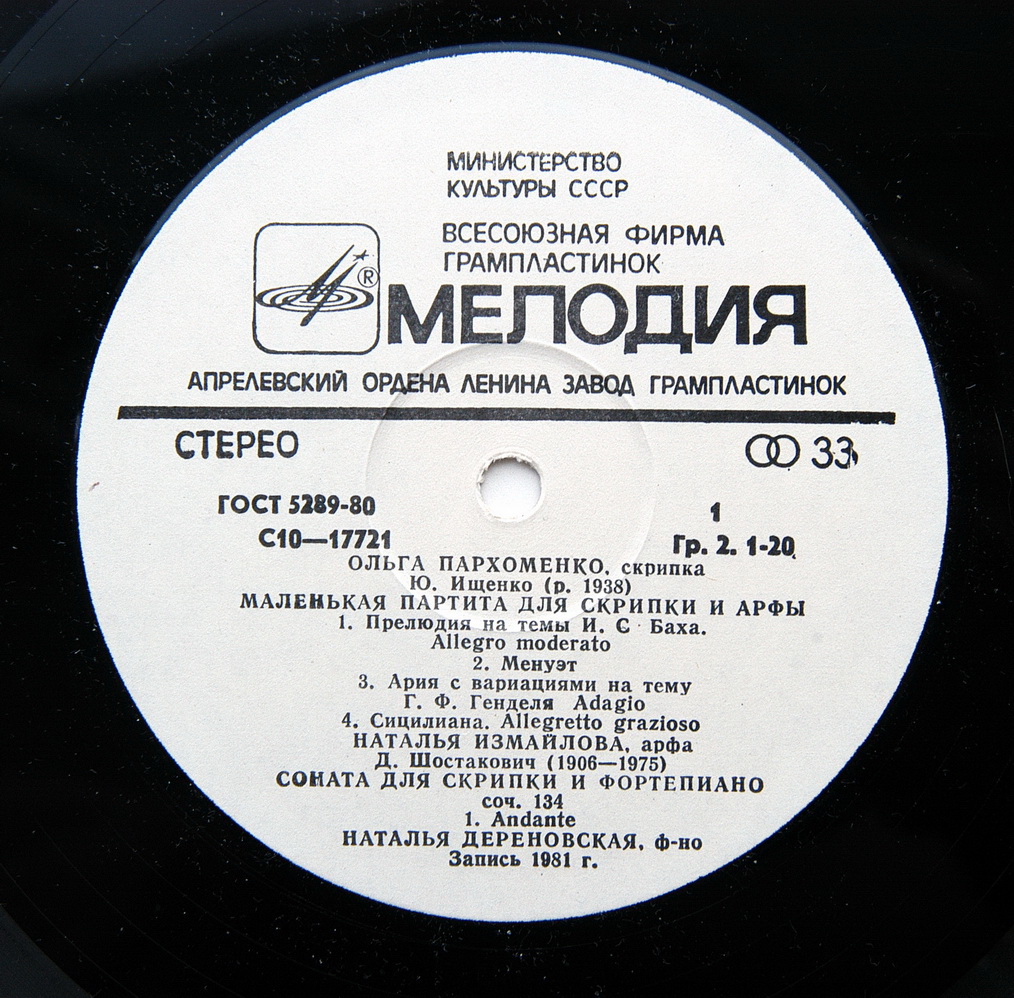 МИНИСТЕРСТВО
КУЛЬТУРЫ СССР
ВСЕСОЮЗНАЯ ФИРМА
ГРАМПЛАСТИНОК
®
МЕЛОДИЯ
АПРЕЛЕВСКИЙ ОРДЕНА ЛЕНИНА ЗАВОД ГРАМПЛАСТИНОК
СТЕРЕО 33
ГОСТ 5289-80 1
С10—17721 Гр. 2. 1-20
ОЛЬГА ПАРХОМЕНКО, скрипка
Ю. Ищенко (р. 1938)
МАЛЕНЬКАЯ ПАРТИТА ДЛЯ СКРИПКИ И АРФЫ
1. Прелюдия на темы И. С Баха.
Allegro moderato
2. Менуэт
3. Ария с вариациями на тему
Г. Ф. Генделя Adagio
4. Сицилиана. Allegretto grazioso
НАТАЛЬЯ ИЗМАЙЛОВА, арфа
Д. Шостакович (1906—1975)
СОНАТА ДЛЯ СКРИПКИ И ФОРТЕПИАНО
соч. 134
1. Andante
НАТАЛЬЯ ДЕРЕНОВСКАЯ, ф-но
Запись 1981 г.